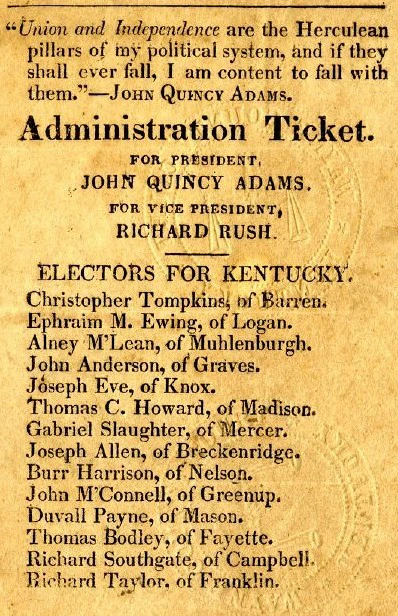 "Union and Independence are the Herculean
pillars of my political system, and if they
shall ever fall, I am content to fall with
them."—JOHN QUINCY ADAMS.
Administration Ticket.
FOR PRESIDENT,
JOHN QUINCY ADAMS.
FOR VICE PRESIDENT,
RICHARD RUSH.
ELECTORS FOR KENTUCKY.
Christopher Tompkins, of Barren.
Ephraim M. Ewing, of Logan.
Alney M'Lean, of Muhlenburgh.
John Anderson, of Graves.
Joseph Eve, of Knox.
Thomas C. Howard, of Madison.
Gabriel Slaughter, of Mercer.
Joseph Allen, of Breckenridge.
Burr Harrison, of Nelson.
John M'Connell, of Greenup.
Duvall Payne, of Mason.
Thomas Bodley, of Fayette.
Richard Southgate, of Campbell.
Richard Taylor, of Franklin.